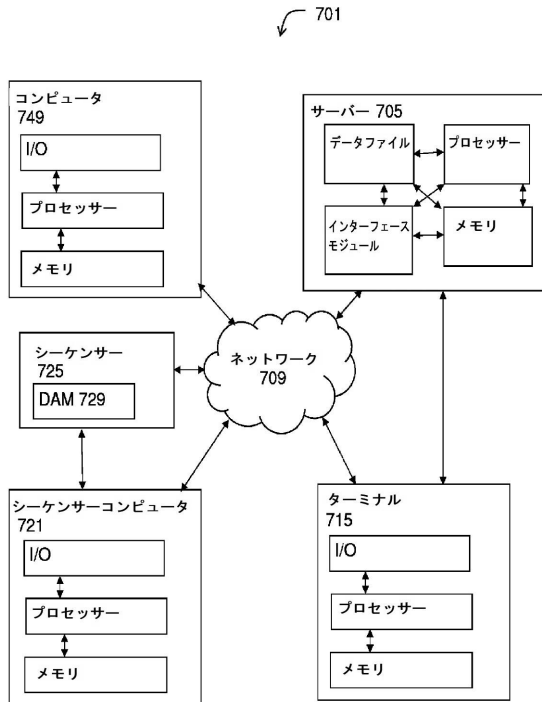 701
コンピュータ
749
I/O
プロセッサー
メモリ
サーバー 705
データファイル
プロセッサー
インターフェース
モジュール
メモリ
シーケンサー
725
DAM 729
ネットワーク
709
シーケンサーコンピュータ
721
I/O
プロセッサー
メモリ
ターミナル
715
I/O
プロセッサー
メモリ